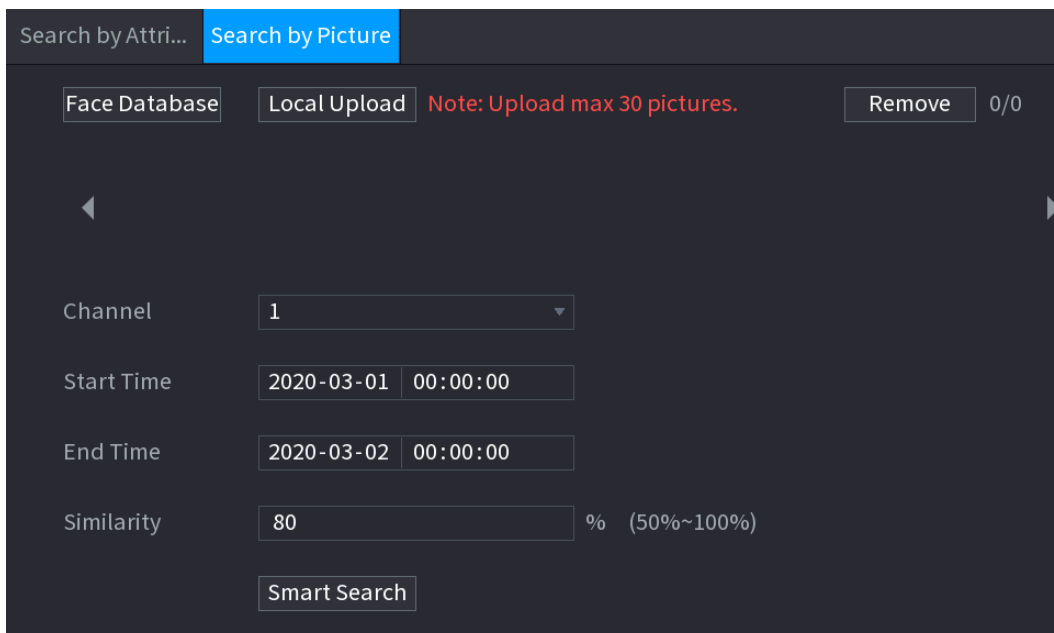 Search by Attri... Search by Picture
Face Database Local Upload Note: Upload max 30 pictures. Remove 0/0
Channel 1
Start Time 2020-03-01 00:00:00
End Time 2020-03-02 00:00:00
Similarity 80 % (50%~100%)
Smart Search